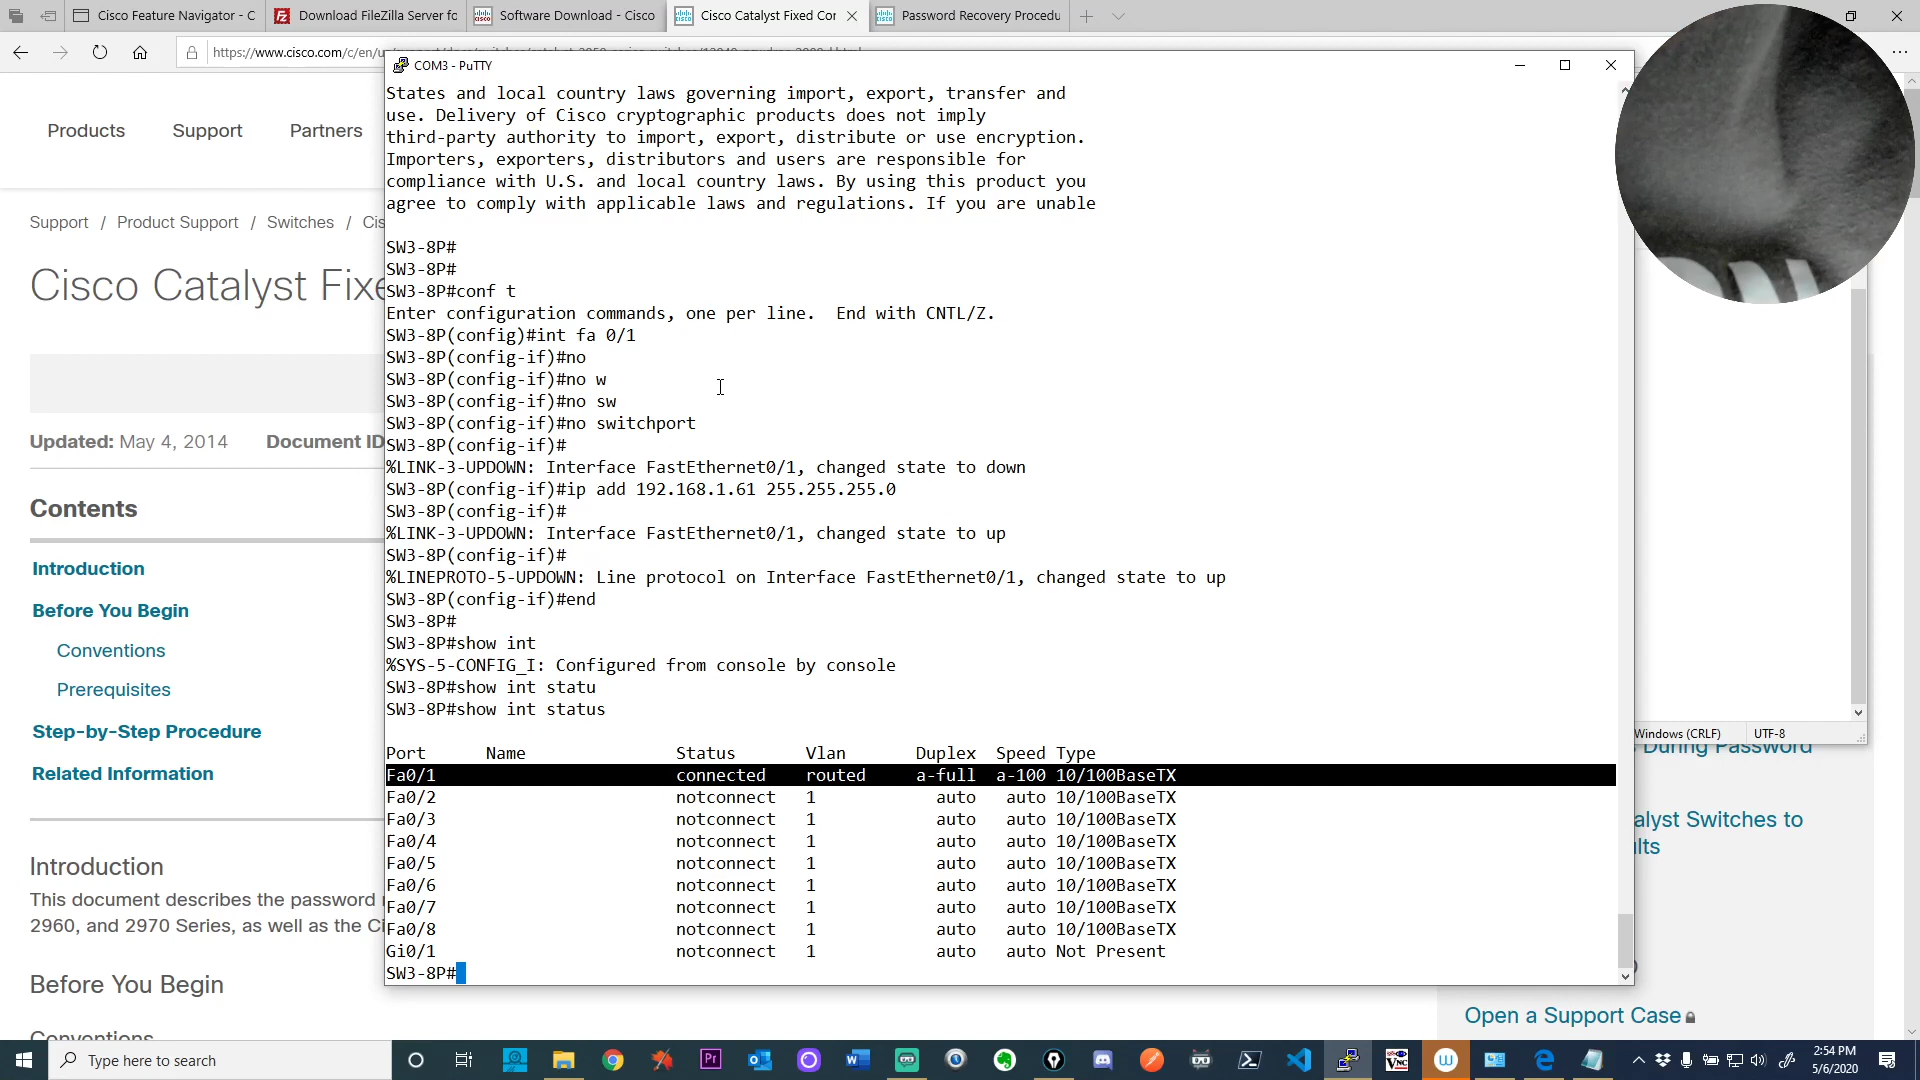 Cisco Feature Navigator - C
Download FileZilla Server fo
Software Download - Cisco
Cisco Catalyst Fixed Cor
Password Recovery Procedu
https://www.cisco.com/c/en/u
COM3 - PuTTY
Products
Support
Partners
Support / Product Support / Switches / Cis
Cisco Catalyst Fixe
Updated: May 4, 2014
Document ID
Contents
Introduction
Before You Begin
Conventions
Prerequisites
Step-by-Step Procedure
Related Information
Introduction
This document describes the password
2960, and 2970 Series, as well as the Ci
Before You Begin
Conventions
States and local country laws governing import, export, transfer and
use. Delivery of Cisco cryptographic products does not imply
third-party authority to import, export, distribute or use encryption.
Importers, exporters, distributors and users are responsible for
compliance with U.S. and local country laws. By using this product you
agree to comply with applicable laws and regulations. If you are unable
SW3-8P#
SW3-8P#
SW3-8P#conf t
Enter configuration commands, one per line.  End with CNTL/Z.
SW3-8P(config)#int fa 0/1
SW3-8P(config-if)#no
SW3-8P(config-if)#no w
SW3-8P(config-if)#no sw
SW3-8P(config-if)#no switchport
SW3-8P(config-if)#
%LINK-3-UPDOWN: Interface FastEthernet0/1, changed state to down
SW3-8P(config-if)#ip add 192.168.1.61 255.255.255.0
SW3-8P(config-if)#
%LINK-3-UPDOWN: Interface FastEthernet0/1, changed state to up
SW3-8P(config-if)#
%LINEPROTO-5-UPDOWN: Line protocol on Interface FastEthernet0/1, changed state to up
SW3-8P(config-if)#end
SW3-8P#
SW3-8P#show int
%SYS-5-CONFIG_I: Configured from console by console
SW3-8P#show int statu
SW3-8P#show int status
Port Name Status Vlan Duplex Speed Type
Fa0/1 connected routed a-full a-100 10/100BaseTX
Fa0/2 notconnect 1 auto auto 10/100BaseTX
Fa0/3 notconnect 1 auto auto 10/100BaseTX
Fa0/4 notconnect 1 auto auto 10/100BaseTX
Fa0/5 notconnect 1 auto auto 10/100BaseTX
Fa0/6 notconnect 1 auto auto 10/100BaseTX
Fa0/7 notconnect 1 auto auto 10/100BaseTX
Fa0/8 notconnect 1 auto auto 10/100BaseTX
Gi0/1 notconnect 1 auto auto Not Present
SW3-8P#
Windows (CRLF)
UTF-8
During Password
alyst Switches to
ults
Open a Support Case
Type here to search
Pr
W
VNC
2:54 PM
5/6/2020